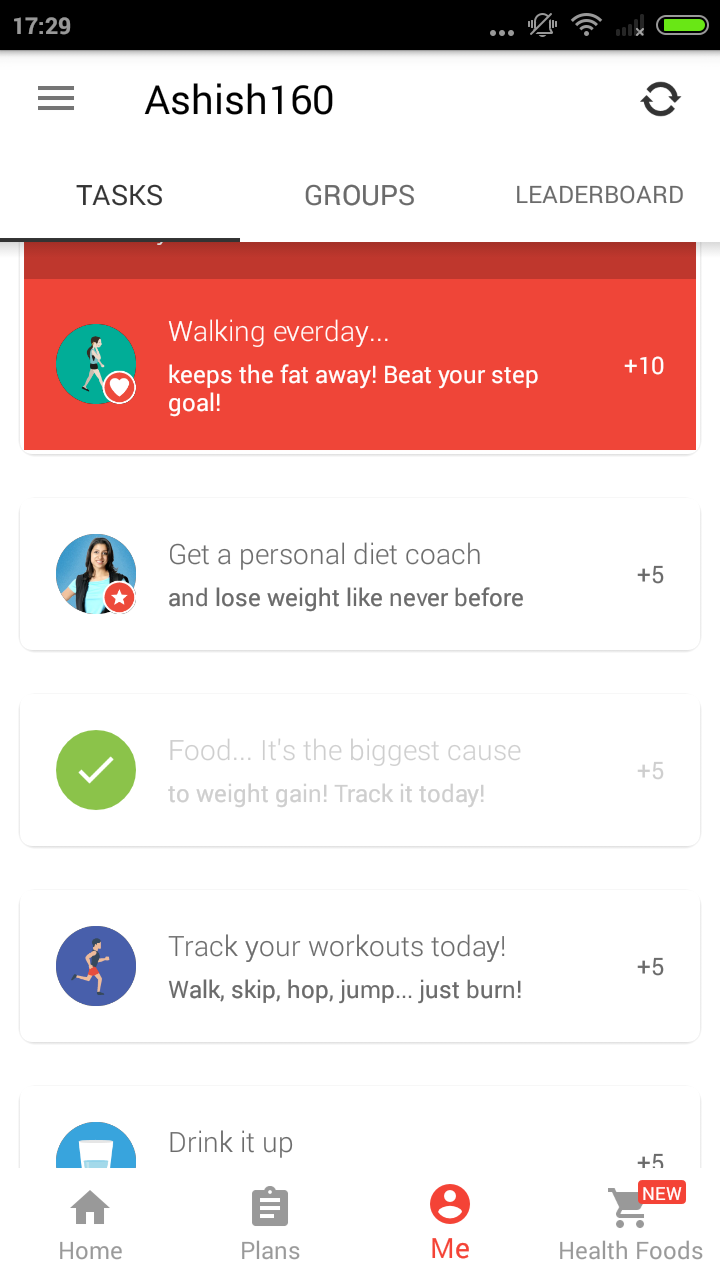 17:29
Ashish160
TASKS
GROUPS
LEADERBOARD
Walking everday...
keeps the fat away! Beat your step
goal!
+10
Get a personal diet coach
and lose weight like never before
+5
Food... It's the biggest cause
to weight gain! Track it today!
+5
Track your workouts today!
Walk, skip, hop, jump... just burn!
+5
Drink it up
+5
NEW
Home
Plans
Me
Health Foods